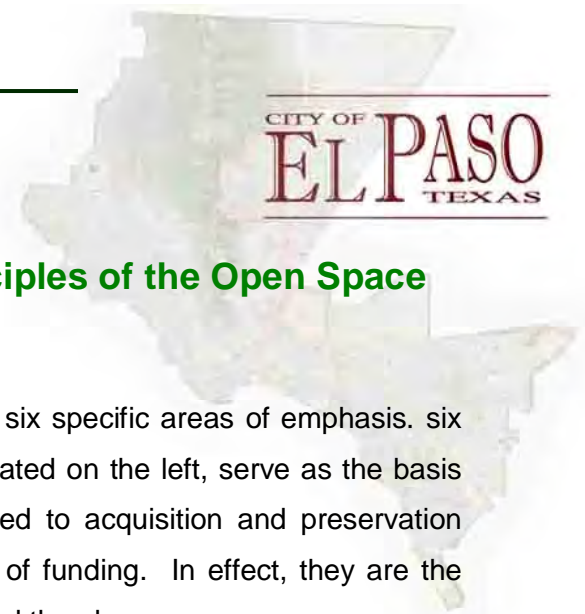 CITY OF
EL PASO
TEXAS
ciples of the Open Space
six specific areas of emphasis. six
ated on the left, serve as the basis
ed to acquisition and preservation
of funding. In effect, they are the